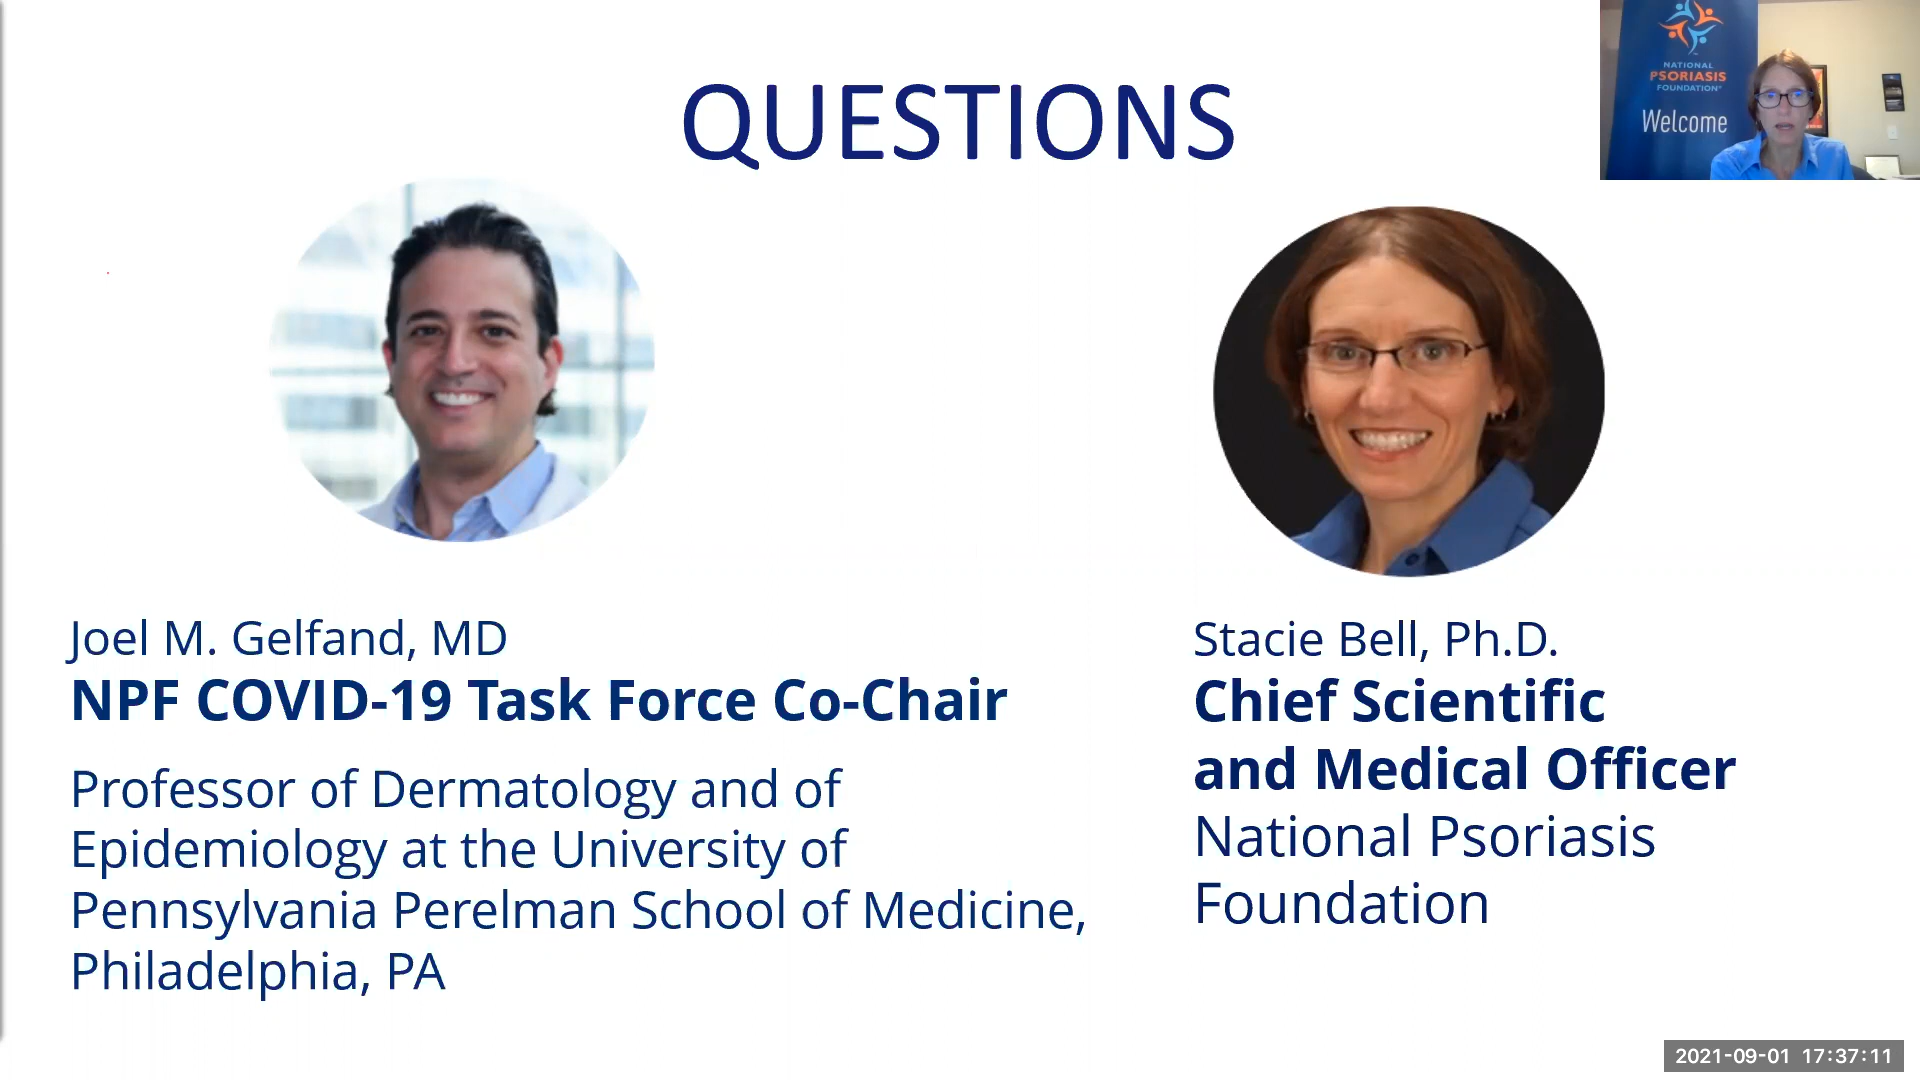 QUESTIONS
NATIONAL
PSORIASIS
FOUNDATION®
Welcome
Joel M. Gelfand, MD
NPF COVID-19 Task Force Co-Chair
Professor of Dermatology and of
Epidemiology at the University of
Pennsylvania Perelman School of Medicine,
Philadelphia, PA
Stacie Bell, Ph.D.
Chief Scientific
and Medical Officer
National Psoriasis
Foundation
2021-09-01 17:37:11